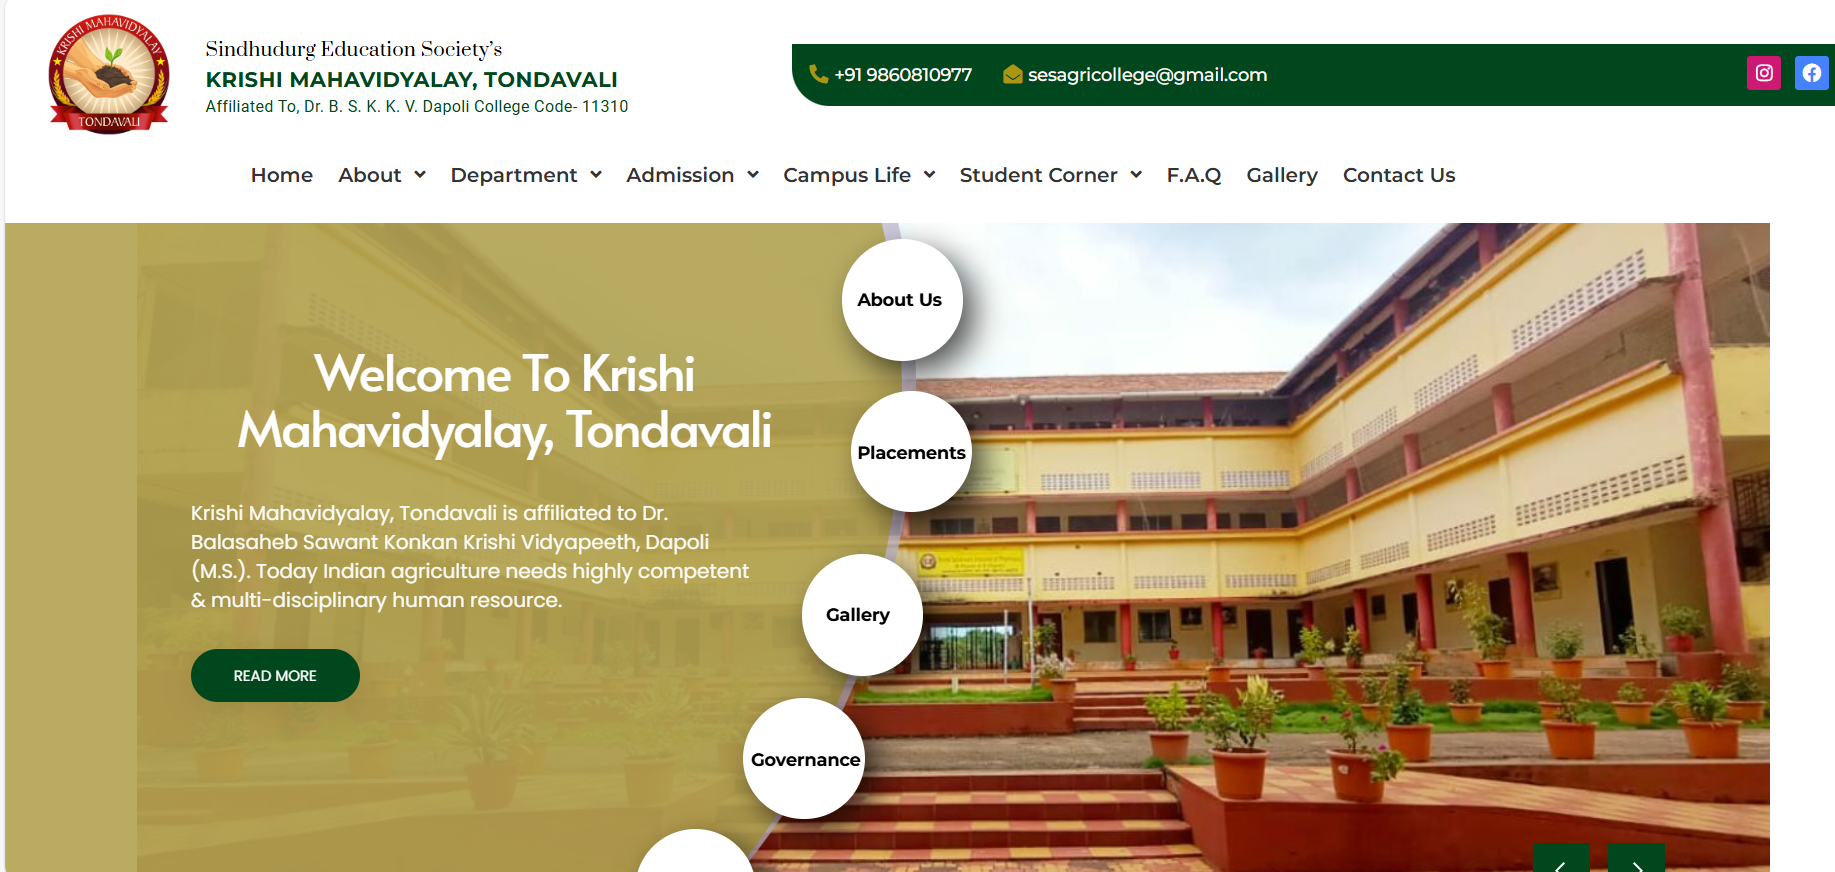 KRISHI MAHAVIDYALAY
TONDAVALI
Sindhudurg Education Society's
KRISHI MAHAVIDYALAY, TONDAVALI
Affiliated To, Dr. B. S. K. K. V. Dapoli College Code- 11310
+91 9860810977
sesagricollege@gmail.com
Home About Department Admission Campus Life Student Corner F.A.Q Gallery Contact Us
Welcome To Krishi
Mahavidyalay, Tondavali
Krishi Mahavidyalay, Tondavali is affiliated to Dr.
Balasaheb Sawant Konkan Krishi Vidyapeeth, Dapoli
(M.S.). Today Indian agriculture needs highly competent
& multi-disciplinary human resource.
READ MORE
About Us
Placements
Gallery
Governance